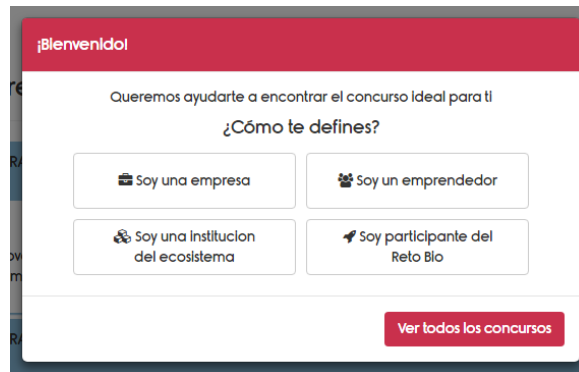 ¡Bienvenido!
Queremos ayudarte a encontrar el concurso ideal para ti
¿Cómo te defines?
Soy una empresa
Soy un emprendedor
Soy una institucion
del ecosistema
Soy participante del
Reto Bio
Ver todos los concursos